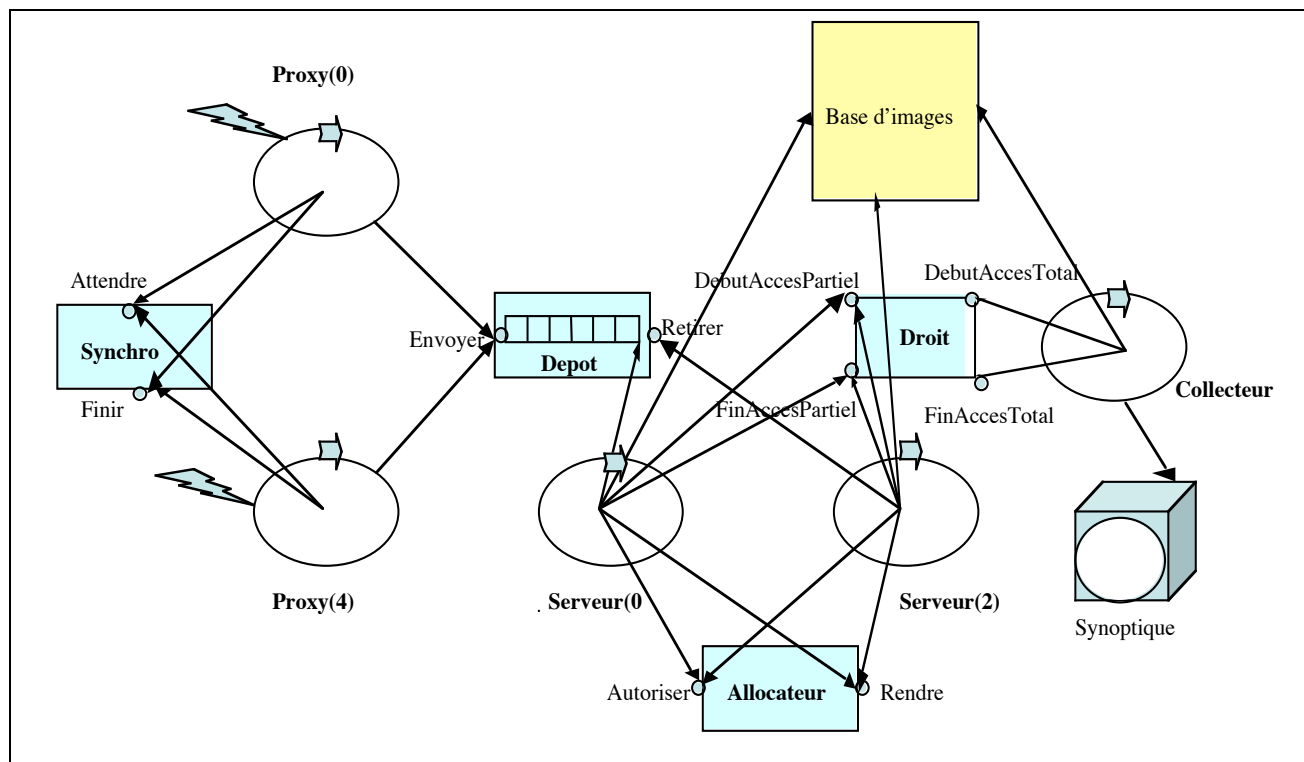 Proxy(0)
Base d'images
Attendre
DebutAccesPartiel
DebutAccesTotal
Synchro
Envoyer
Retirer
Depot
Droit
Collecteur
Finir
FinAccesPartiel
FinAccesTotal
Proxy(4)
. Serveur(0
Serveur(2)
Synoptique
Autoriser
Allocateur
Rendre